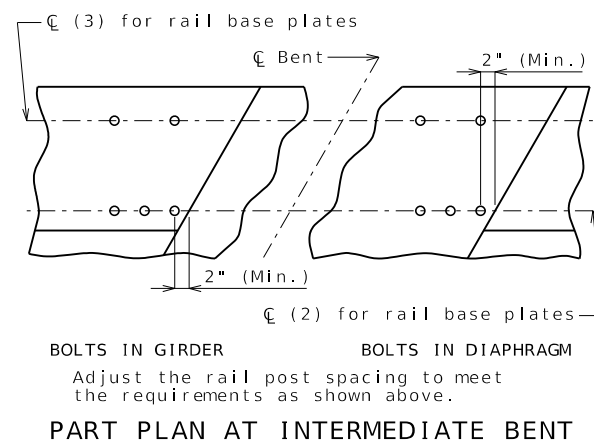 ℄ (3) for rail base plates
℄ Bent
2" (Min.)
2" (Min.)
℄ (2) for rail base plates
BOLTS IN GIRDER
BOLTS IN DIAPHRAGM
Adjust the rail post spacing to meet
the requirements as shown above.
PART PLAN AT INTERMEDIATE BENT